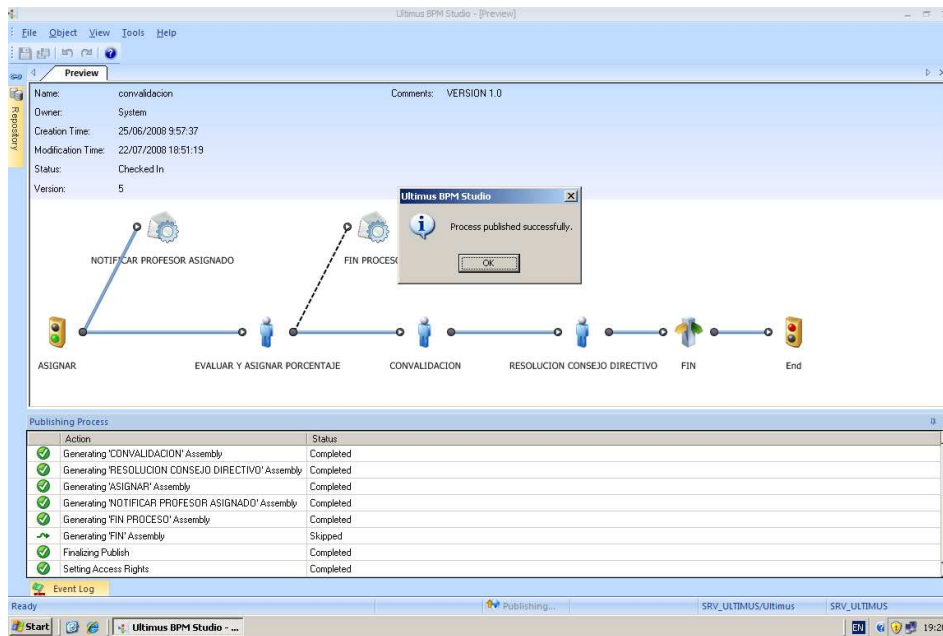 Ultimus BPM Studio - [Preview]
File Object View Tools Help
Preview
Repository
Name: convalidacion Comments: VERSION 1.0
Owner: System
Creation Time: 25/06/2008 9:57:37
Modification Time: 22/07/2008 18:51:19
Status: Checked In
Version: 5
Ultimus BPM Studio
Process published successfully.
OK
NOTIFICAR PROFESOR ASIGNADO FIN PROCESO
ASIGNAR EVALUAR Y ASIGNAR PORCENTAJE CONVALIDACION RESOLUCION CONSEJO DIRECTIVO FIN End
Publishing Process
Action Status
Generating 'CONVALIDACION' Assembly Completed
Generating 'RESOLUCION CONSEJO DIRECTIVO' Assembly Completed
Generating 'ASIGNAR' Assembly Completed
Generating 'NOTIFICAR PROFESOR ASIGNADO' Assembly Completed
Generating 'FIN PROCESO' Assembly Completed
Generating 'FIN' Assembly Skipped
Finalizing Publish Completed
Setting Access Rights Completed
Event Log
Ready Publishing... SRV_ULTIMUS/Ultimus SRV_ULTIMUS
Start Ultimus BPM Studio - ... EN